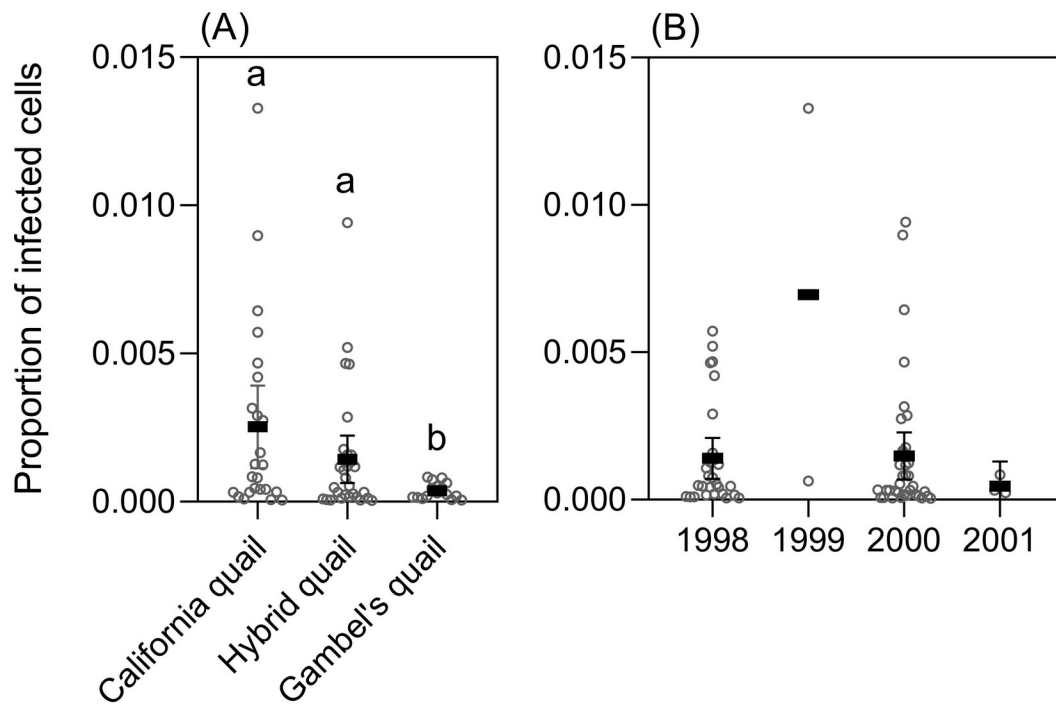 (A)
(B)
Proportion of infected cells
0.015
0.010
0.005
0.000
a
a
b
California quail
Hybrid quail
Gambel's quail
0.015
0.010
0.005
0.000
1998 1999 2000 2001